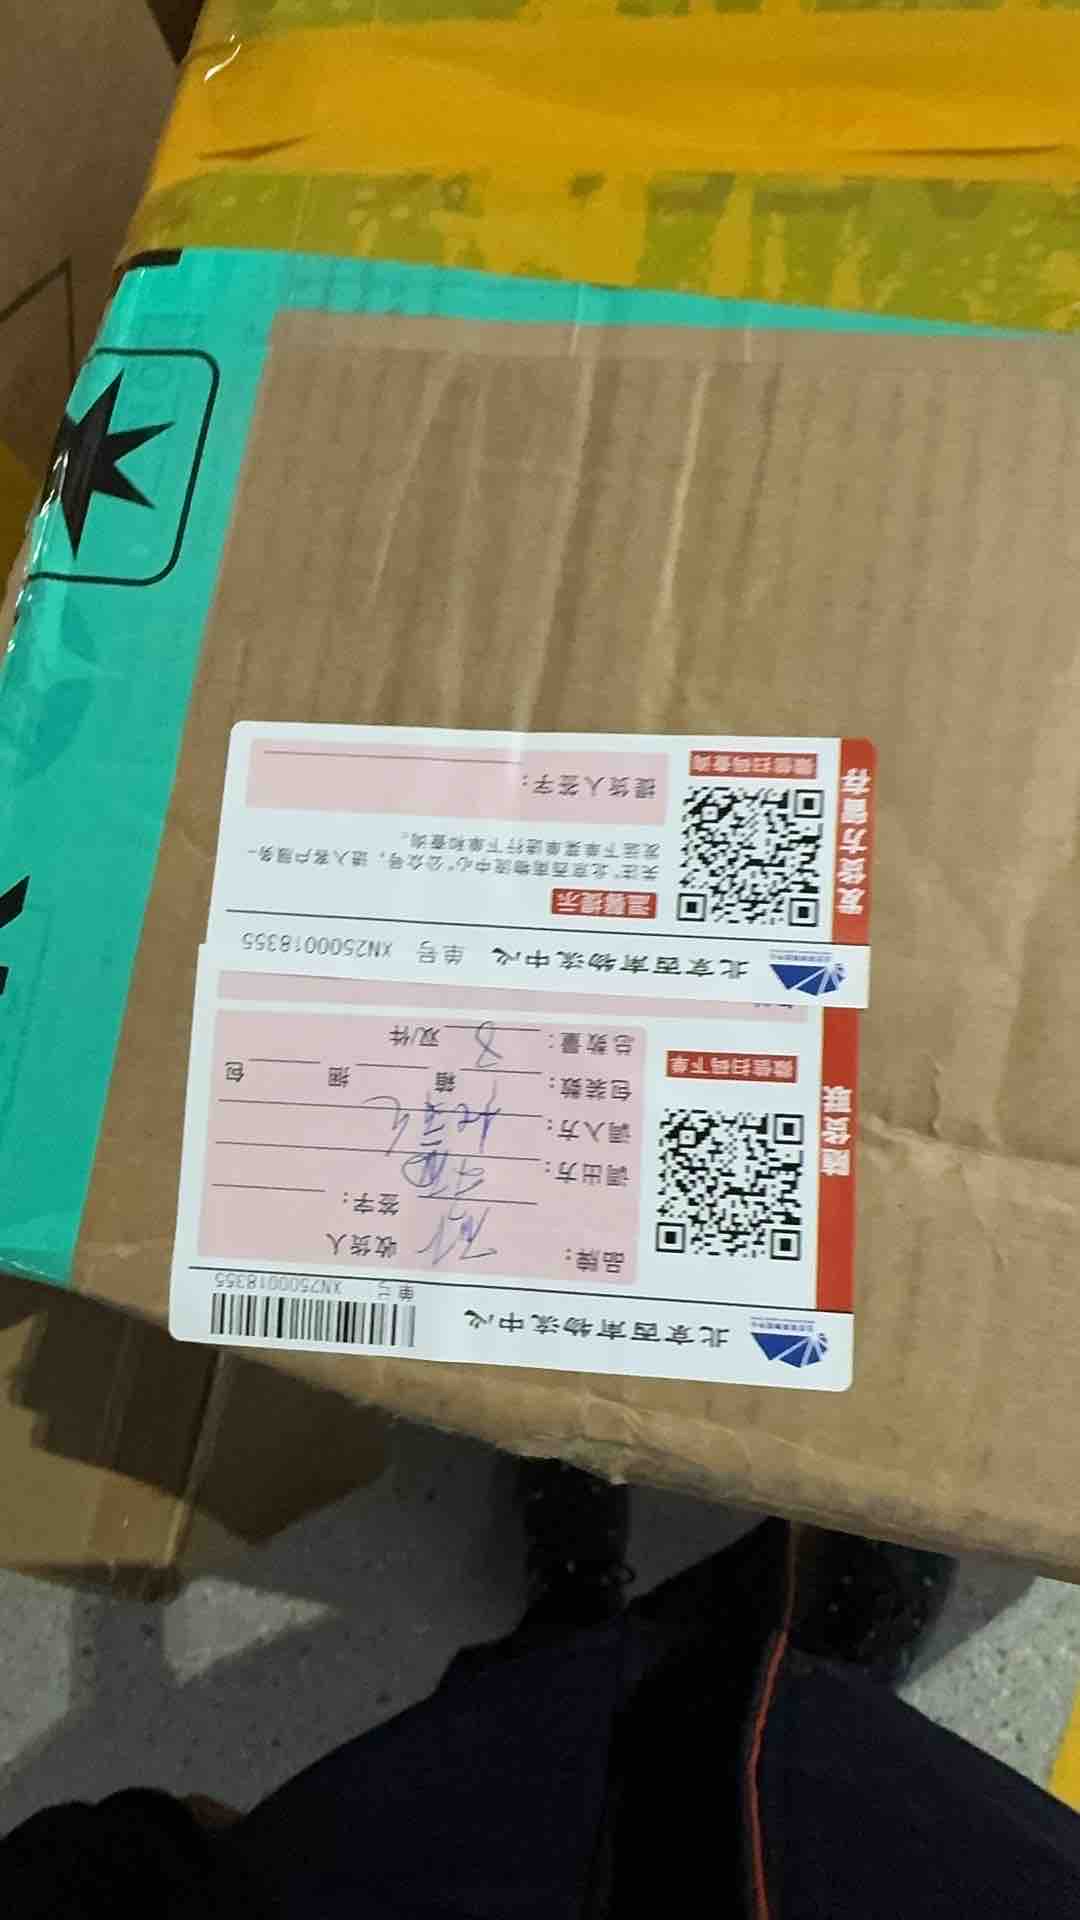 随货联
北京西南物流中心
单号 XN2500018355
品牌：
收货人
签字：
调出方：
调入方：
包装数： 1 箱 捆 包
总数量： 8 双/件
微信扫码下单
发货方留存
北京西南物流中心 单号 XN2500018355
温馨提示
关注“北京西南物流中心”公众号，进入客户服务-
发运下单菜单进行下单和查询。
提货人签字：
微信扫码查询